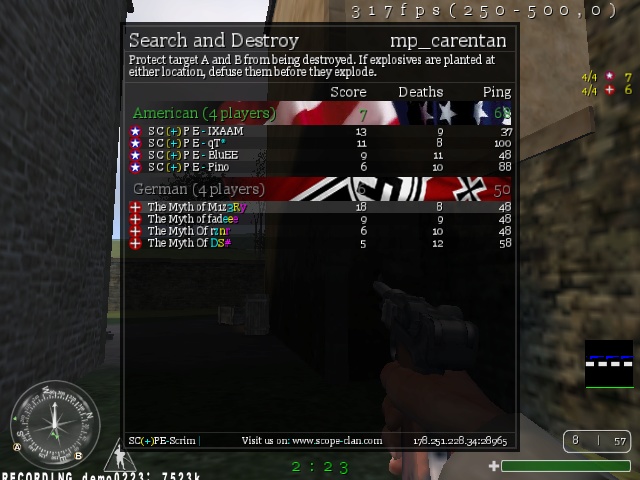 317fps(250-500,0)
Search and Destroy mp_carentan
Protect target A and B from being destroyed. If explosives are planted at
either location, defuse them before they explode.
Score Deaths Ping
4/4 7
4/4 6
American (4 players) 7 68
SC(+)PE-IXAAM 13 9 37
SC(+)PE-qT* 11 8 100
SC(+)PE-BluEE 9 11 48
SC(+)PE-Pino 6 10 88
German (4 players) 6 50
The Myth of M1z3Ry 18 8 48
The Myth of fadeee 9 9 48
The Myth Of rznr 6 10 48
The Myth Of DS# 5 12 58
SC(+)PE-Scrim | Visit us on: www.scope-clan.com 178.251.228.34:28965
8 | 57
A
B
2:23
RECORDING demo0223: 7523k